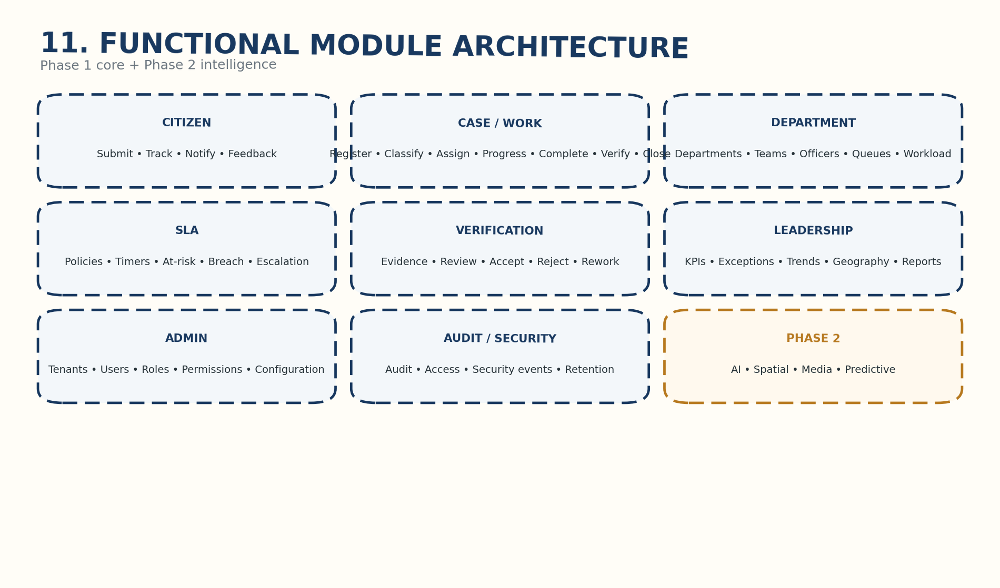 11. FUNCTIONAL MODULE ARCHITECTURE
Phase 1 core + Phase 2 intelligence
CITIZEN
Submit • Track • Notify • Feedback
CASE / WORK
Register • Classify • Assign • Progress • Complete • Verify • Close
DEPARTMENT
Departments • Teams • Officers • Queues • Workload
SLA
Policies • Timers • At-risk • Breach • Escalation
VERIFICATION
Evidence • Review • Accept • Reject • Rework
LEADERSHIP
KPIs • Exceptions • Trends • Geography • Reports
ADMIN
Tenants • Users • Roles • Permissions • Configuration
AUDIT / SECURITY
Audit • Access • Security events • Retention
PHASE 2
AI • Spatial • Media • Predictive